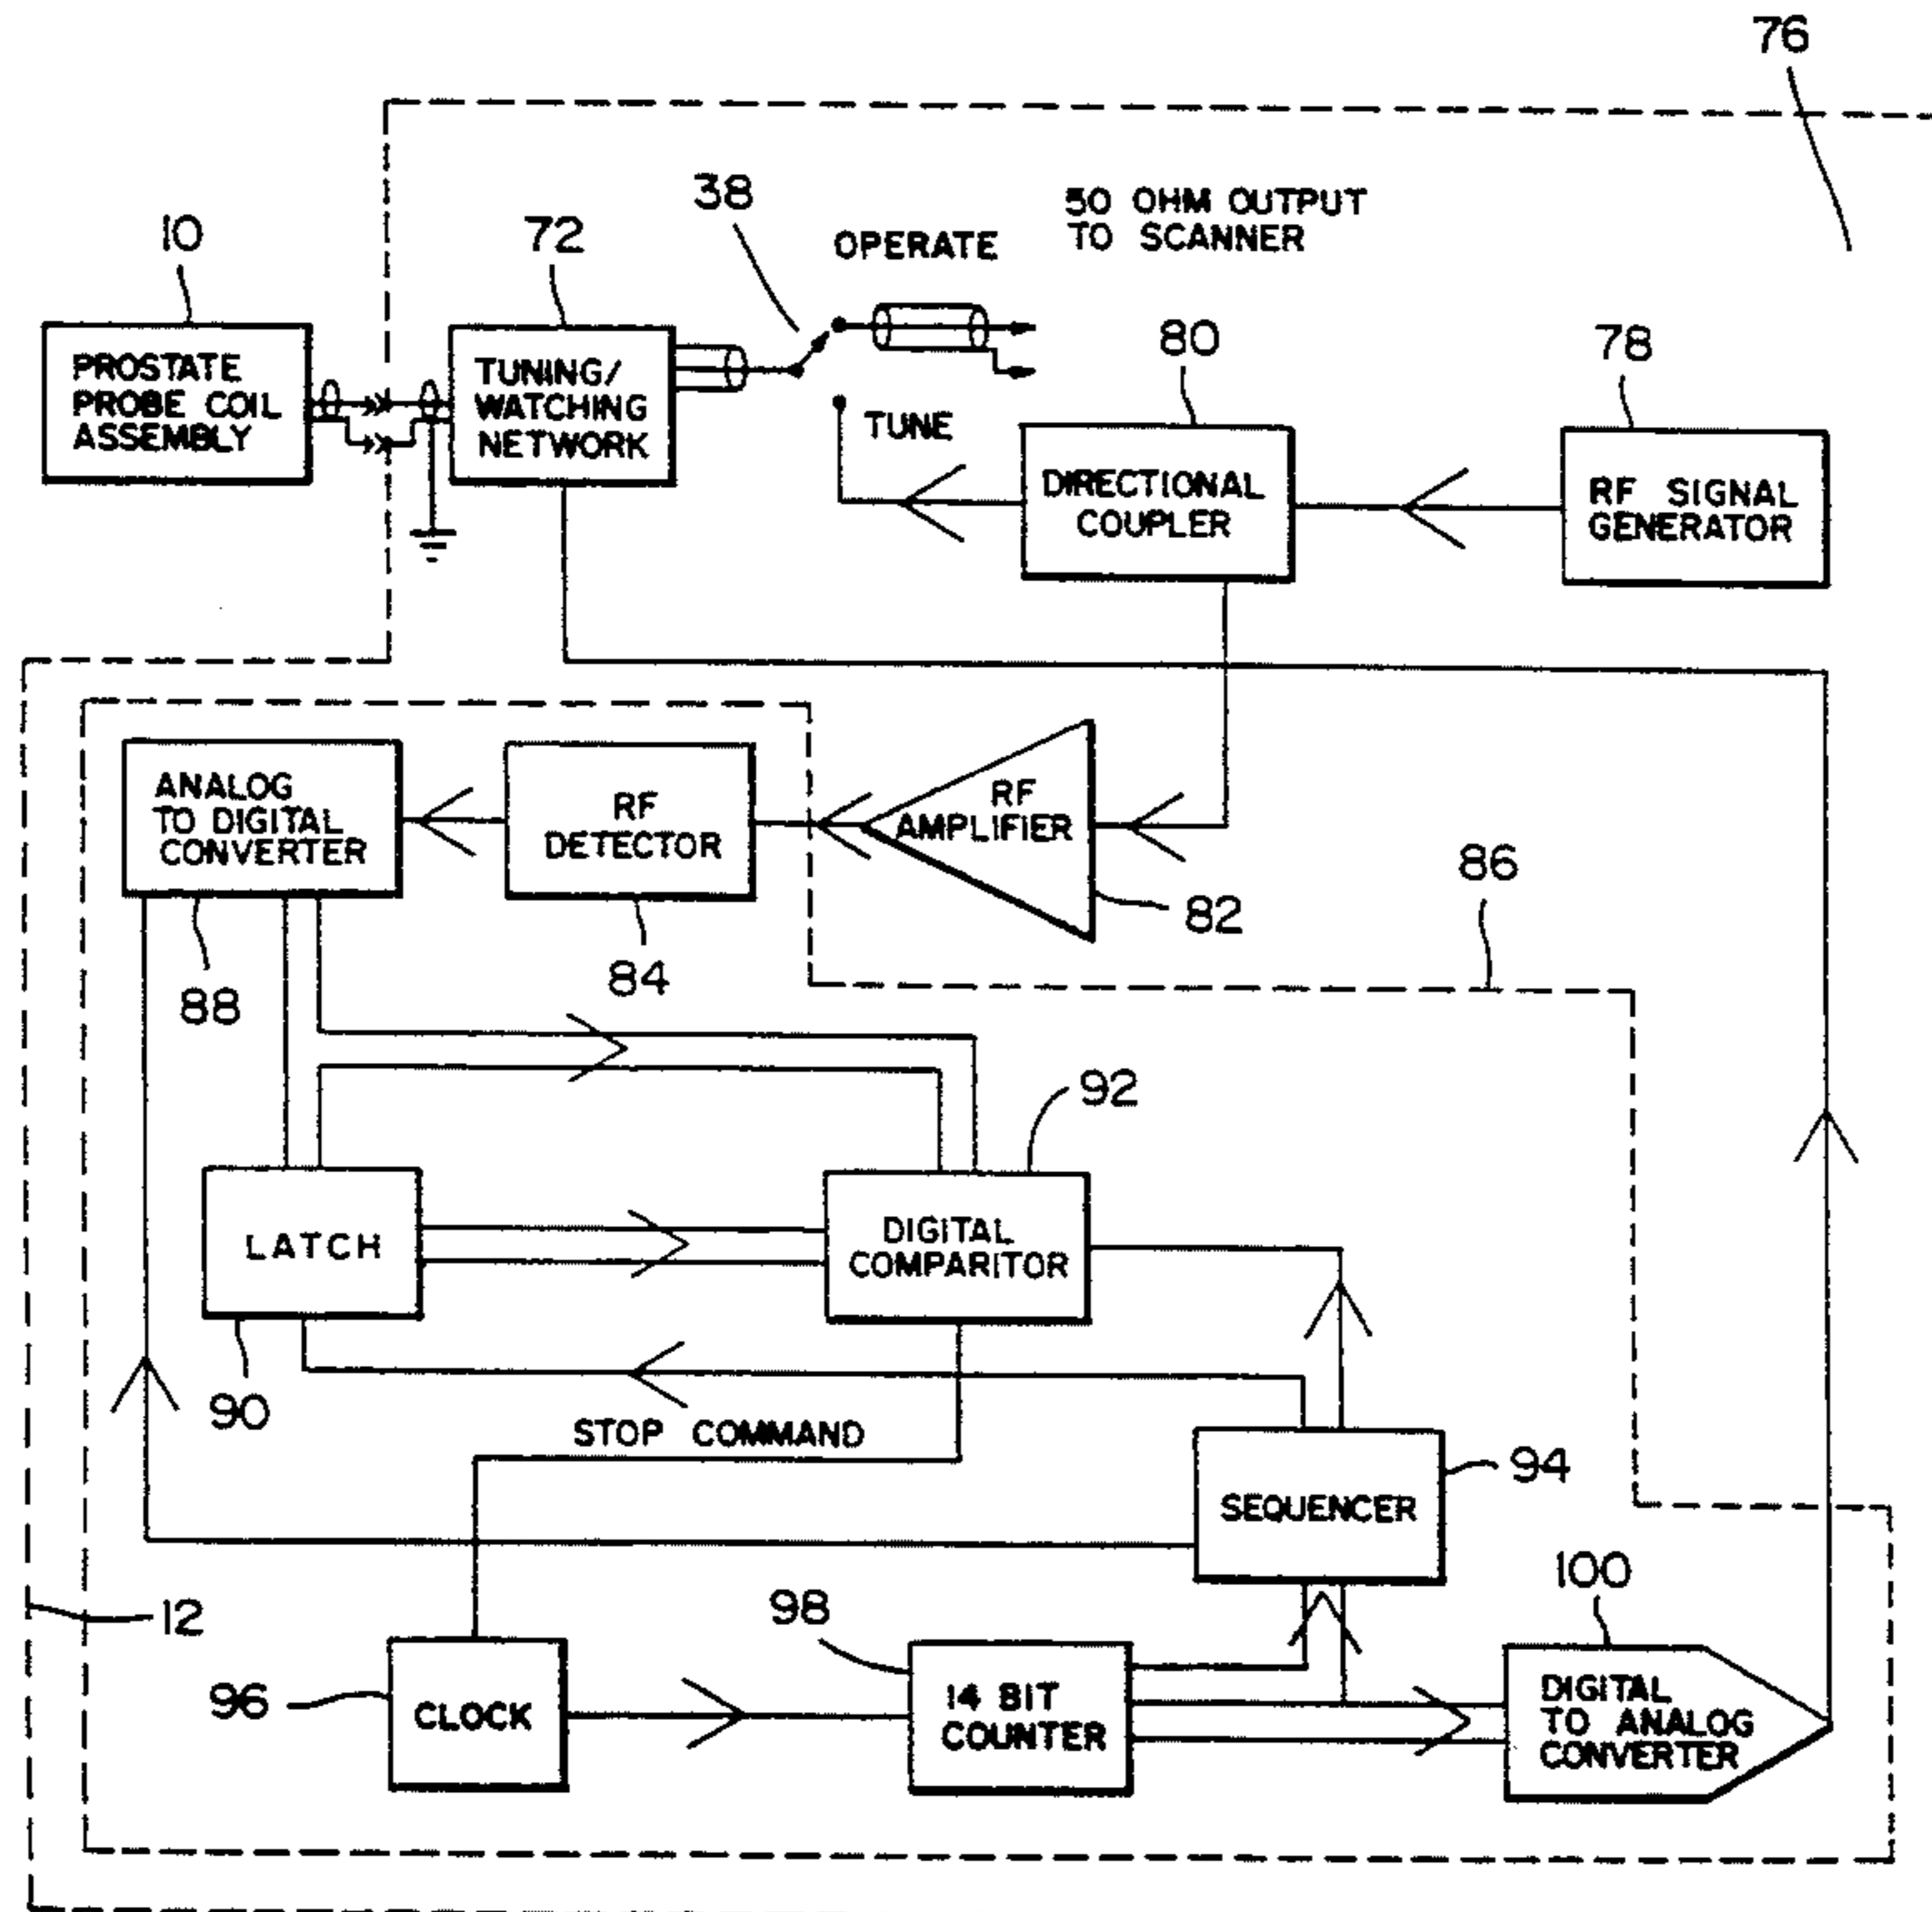 76
38
50 OHM OUTPUT
TO SCANNER
10
72
OPERATE
80
78
PROSTATE
PROBE COIL
ASSEMBLY
TUNING/
WATCHING
NETWORK
TUNE
DIRECTIONAL
COUPLER
RF SIGNAL
GENERATOR
ANALOG
TO DIGITAL
CONVERTER
RF
DETECTOR
RF
AMPLIFIER
86
82
88
84
92
LATCH
DIGITAL
COMPARITOR
90
STOP COMMAND
94
SEQUENCER
12
98
100
96
CLOCK
14 BIT
COUNTER
DIGITAL
TO ANALOG
CONVERTER